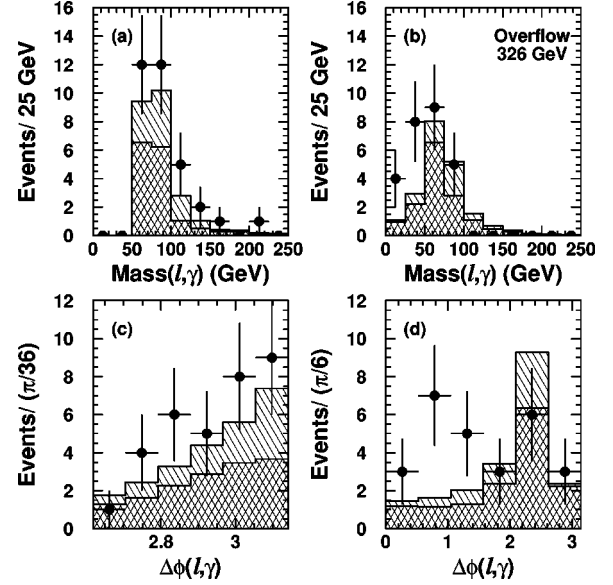 (a)
Events/ 25 GeV
16
14
12
10
8
6
4
2
0
0 50 100 150 200 250
Mass(l,γ) (GeV)
(b)
Overflow
326 GeV
Events/ 25 GeV
16
14
12
10
8
6
4
2
0
0 50 100 150 200 250
Mass(l,γ) (GeV)
(c)
Events/ (π/36)
12
10
8
6
4
2
0
2.8 3
Δϕ(l,γ)
(d)
Events/ (π/6)
12
10
8
6
4
2
0
0 1 2 3
Δϕ(l,γ)